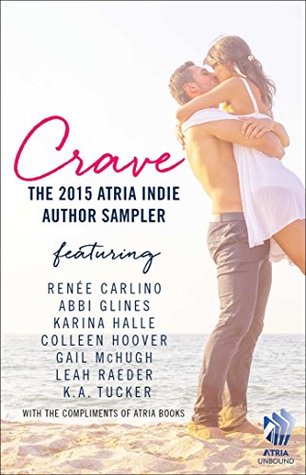 Crave
THE 2015 ATRIA INDIE
AUTHOR SAMPLER
featuring
RENÉE CARLINO
ABBI GLINES
KARINA HALLE
COLLEEN HOOVER
GAIL McHUGH
LEAH RAEDER
K.A. TUCKER
WITH THE COMPLIMENTS OF ATRIA BOOKS
ATRIA
UNBOUND